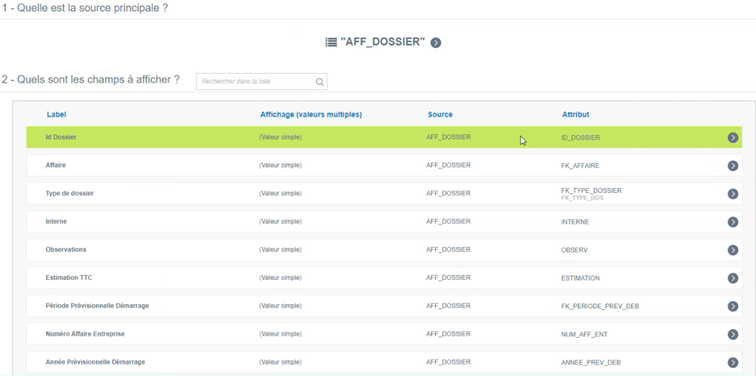 1 - Quelle est la source principale ?
"AFF_DOSSIER"
2 - Quels sont les champs à afficher ?
Rechercher dans la liste
Label Affichage (valeurs multiples) Source Attribut
Id Dossier (Valeur simple) AFF_DOSSIER ID_DOSSIER
Affaire (Valeur simple) AFF_DOSSIER FK_AFFAIRE
Type de dossier (Valeur simple) AFF_DOSSIER FK_TYPE_DOSSIER
FK_TYPE_DOS
Interne (Valeur simple) AFF_DOSSIER INTERNE
Observations (Valeur simple) AFF_DOSSIER OBSERV
Estimation TTC (Valeur simple) AFF_DOSSIER ESTIMATION
Période Prévisionnelle Démarrage (Valeur simple) AFF_DOSSIER FK_PERIODE_PREV_DEB
Numéro Affaire Entreprise (Valeur simple) AFF_DOSSIER NUM_AFF_ENT
Année Prévisionnelle Démarrage (Valeur simple) AFF_DOSSIER ANNEE_PREV_DEB